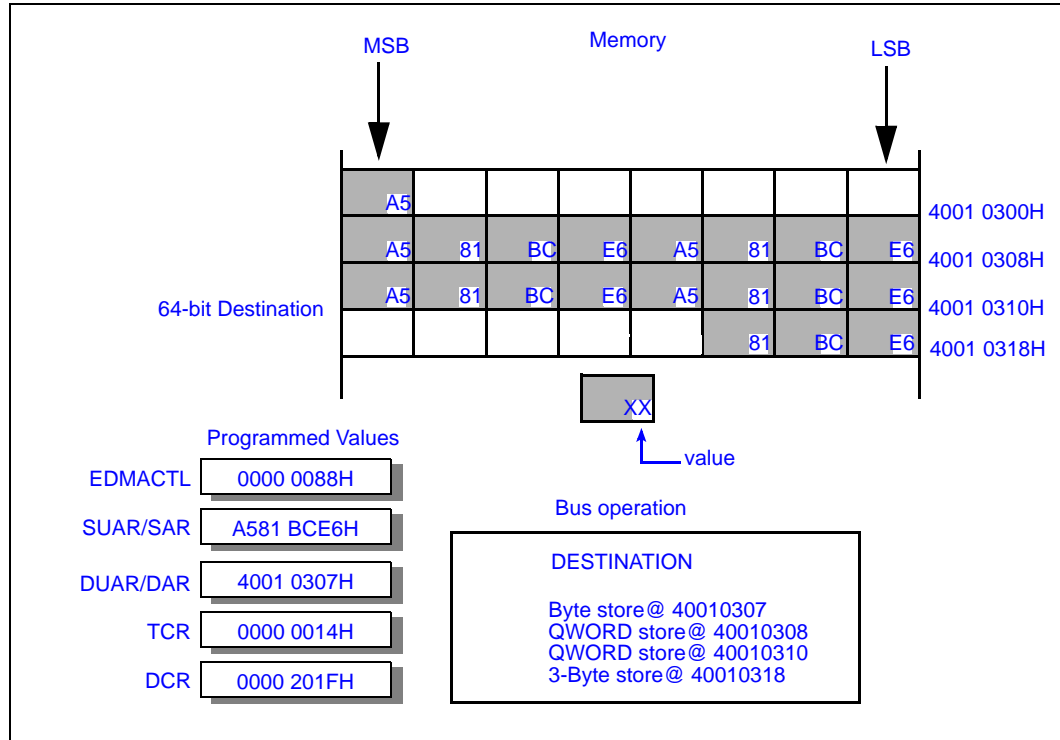 MSB
Memory
LSB
A5
4001 0300H
A5 81 BC E6 A5 81 BC E6
4001 0308H
64-bit Destination
A5 81 BC E6 A5 81 BC E6
4001 0310H
81 BC E6
4001 0318H
XX
value
Programmed Values
EDMACTL 0000 0088H
SUAR/SAR A581 BCE6H
DUAR/DAR 4001 0307H
TCR 0000 0014H
DCR 0000 201FH
Bus operation
DESTINATION
Byte store@ 40010307
QWORD store@ 40010308
QWORD store@ 40010310
3-Byte store@ 40010318